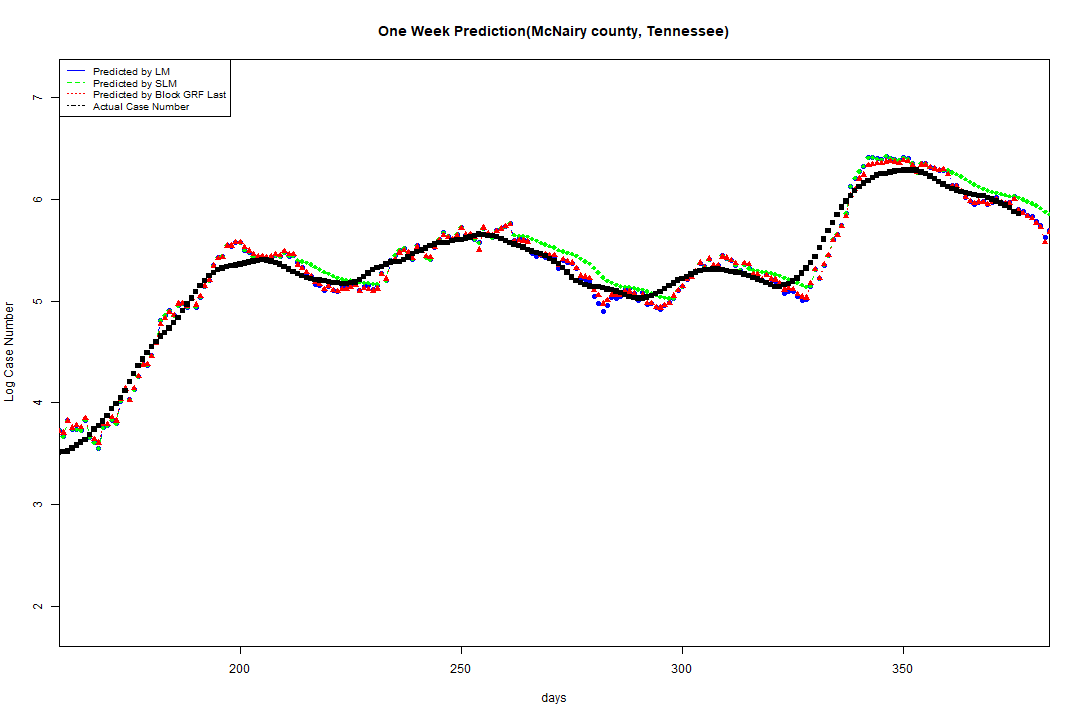 One Week Prediction(McNairy county, Tennessee)
Predicted by LM
Predicted by SLM
Predicted by Block GRF Last
Actual Case Number
7
6
5
4
3
2
Log Case Number
200 250 300 350
days